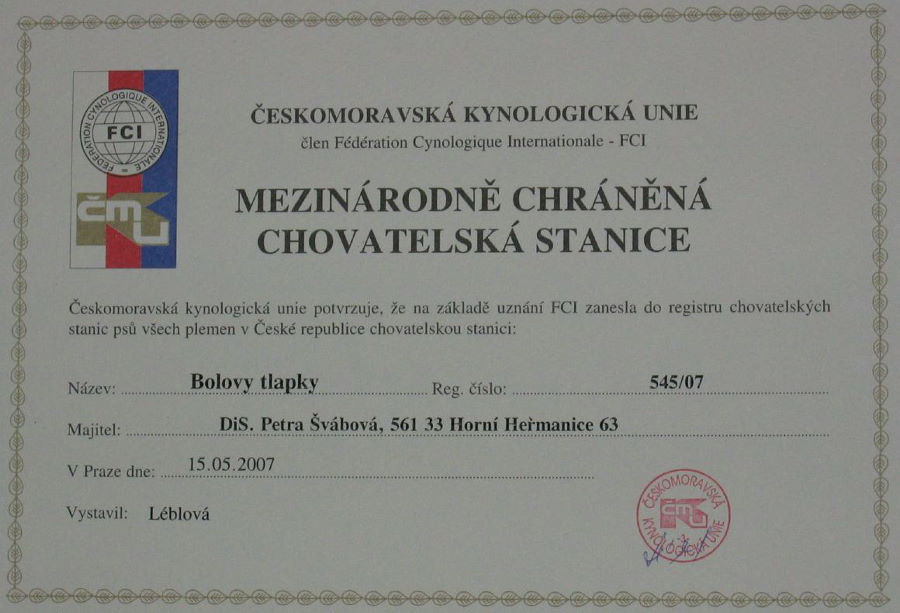 FÉDÉRATION CYNOLOGIQUE INTERNATIONALE
FCI
čmku
ČESKOMORAVSKÁ KYNOLOGICKÁ UNIE
člen Fédération Cynologique Internationale - FCI
MEZINÁRODNĚ CHRÁNĚNÁ
CHOVATELSKÁ STANICE
Českomoravská kynologická unie potvrzuje, že na základě uznání FCI zanesla do registru chovatelských
stanic psů všech plemen v České republice chovatelskou stanici:
Název: Bolovy tlapky Reg. číslo: 545/07
Majitel: DiS. Petra Švábová, 561 33 Horní Heřmanice 63
V Praze dne: 15.05.2007
Vystavil: Léblová
ČESKOMORAVSKÁ
čmku
KYNOLOGICKÁ UNIE